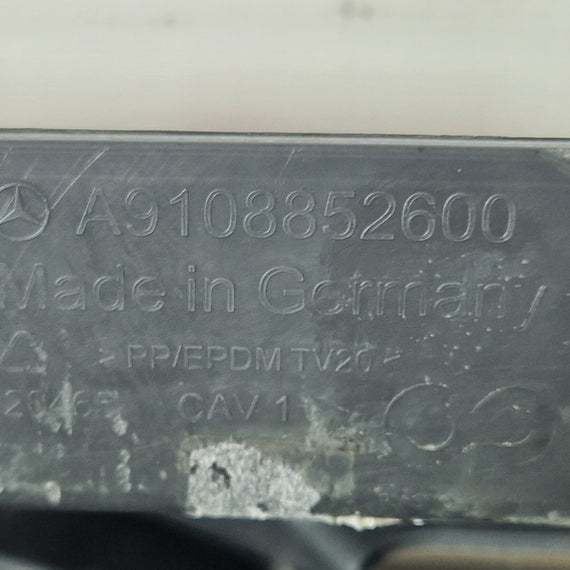 A9108852600
Made in Germany
>PP/EPDM TV20<
CAV 1